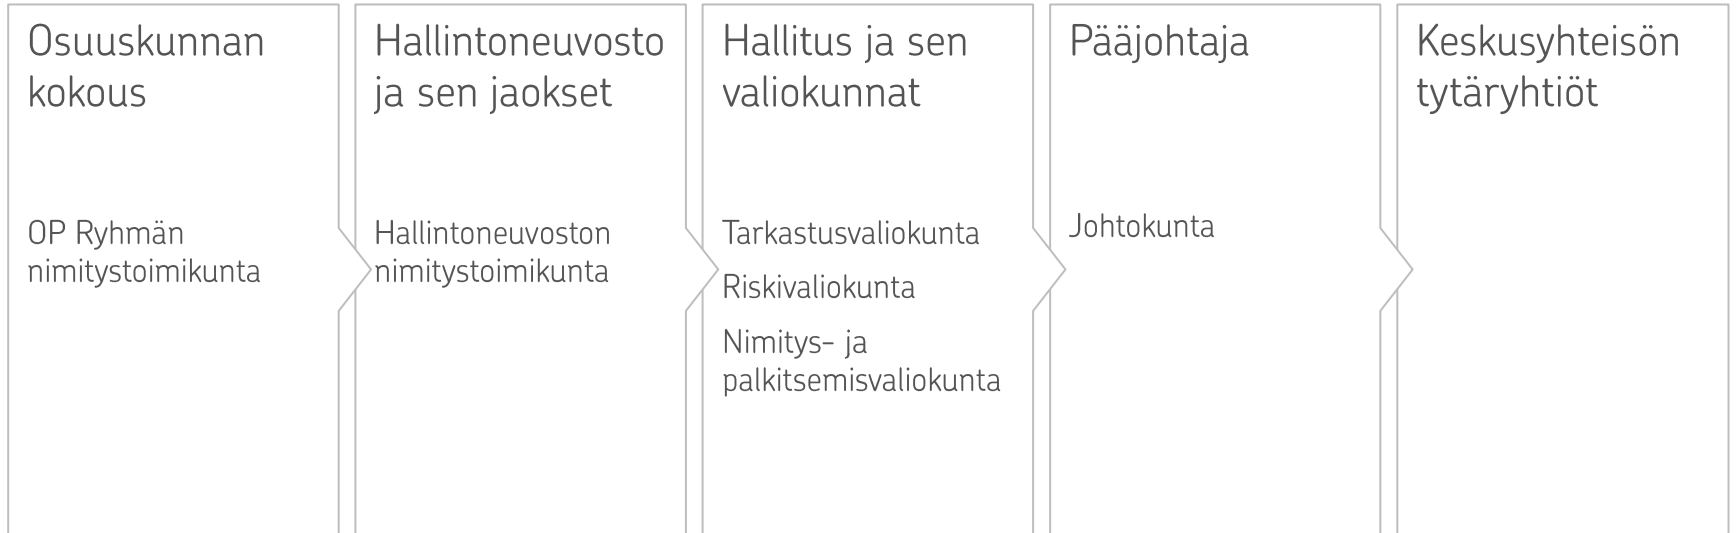 Osuuskunnan
kokous
OP Ryhmän
nimitystoimikunta
Hallintoneuvosto
ja sen jaokset
Hallintoneuvoston
nimitystoimikunta
Hallitus ja sen
valiokunnat
Tarkastusvaliokunta
Riskivaliokunta
Nimitys- ja
palkitsemisvaliokunta
Pääjohtaja
Johtokunta
Keskusyhteisön
tytäryhtiöt